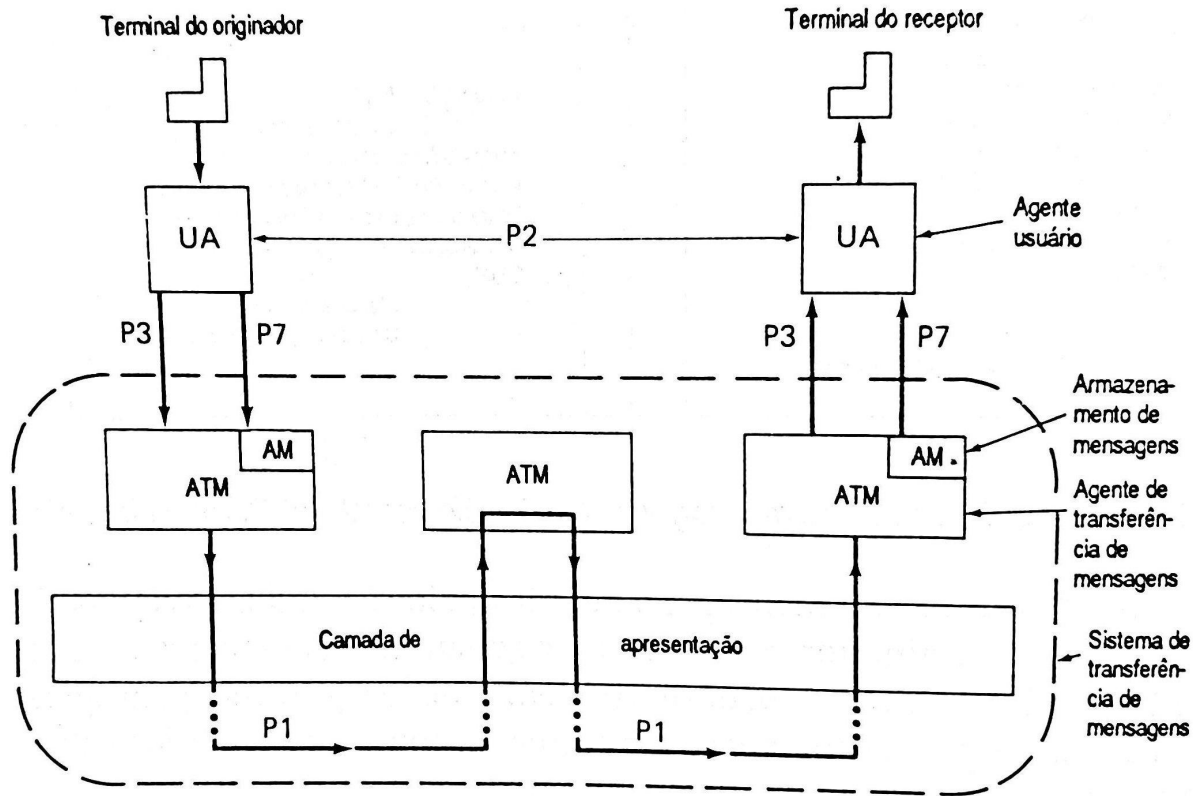 Terminal do originador
Terminal do receptor
UA
P2
UA
Agente
usuário
P3
P7
P3
P7
AM
ATM
ATM
AM
ATM
Armazena-
mento de
mensagens
Agente de
transferên-
cia de
mensagens
Camada de
apresentação
Sistema de
transferên-
cia de
mensagens
P1
P1